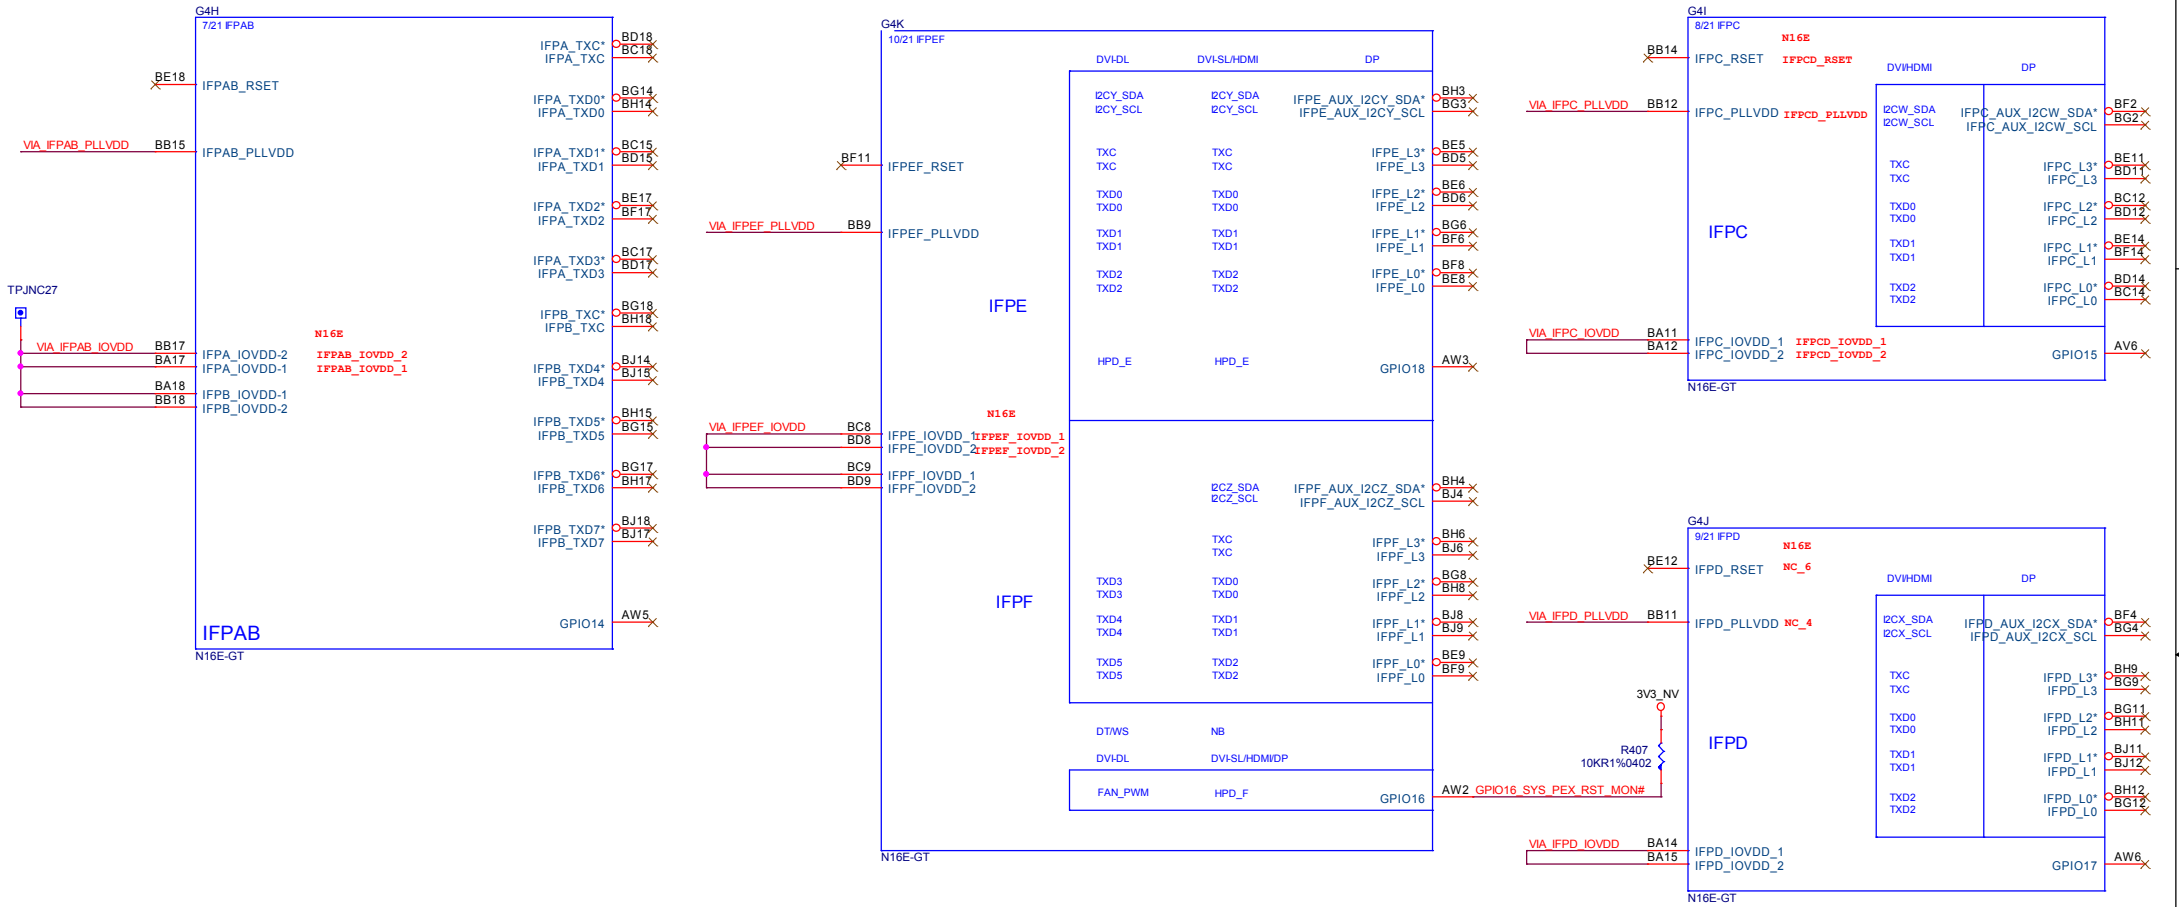 G4H
7/21 IFPAB
BE18 IFPAB_RSET
VIA_IFPAB_PLLVDD BB15 IFPAB_PLLVDD
TPJNC27
N16E
VIA_IFPAB_IOVDD BB17 IFPA_IOVDD-2 IFPAB_IOVDD_2
BA17 IFPA_IOVDD-1 IFPAB_IOVDD_1
BA18 IFPB_IOVDD-1
BB18 IFPB_IOVDD-2
IFPA_TXC* BD18
IFPA_TXC BC18
IFPA_TXD0* BG14
IFPA_TXD0 BH14
IFPA_TXD1* BC15
IFPA_TXD1 BD15
IFPA_TXD2* BE17
IFPA_TXD2 BF17
IFPA_TXD3* BC17
IFPA_TXD3 BD17
IFPB_TXC* BG18
IFPB_TXC BH18
IFPB_TXD4* BJ14
IFPB_TXD4 BJ15
IFPB_TXD5* BH15
IFPB_TXD5 BG15
IFPB_TXD6* BG17
IFPB_TXD6 BH17
IFPB_TXD7* BJ18
IFPB_TXD7 BJ17
GPIO14 AW5
IFPAB
N16E-GT
G4K
10/21 IFPEF
DVI-DL DVI-SL/HDMI DP
I2CY_SDA I2CY_SDA IFPE_AUX_I2CY_SDA* BH3
I2CY_SCL I2CY_SCL IFPE_AUX_I2CY_SCL BG3
TXC TXC IFPE_L3* BE5
TXC TXC IFPE_L3 BD5
BF11 IFPEF_RSET
TXD0 TXD0 IFPE_L2* BE6
TXD0 TXD0 IFPE_L2 BD6
VIA_IFPEF_PLLVDD BB9 IFPEF_PLLVDD
TXD1 TXD1 IFPE_L1* BG6
TXD1 TXD1 IFPE_L1 BF6
TXD2 TXD2 IFPE_L0* BF8
TXD2 TXD2 IFPE_L0 BE8
IFPE
HPD_E HPD_E GPIO18 AW3
N16E
VIA_IFPEF_IOVDD BC8 IFPE_IOVDD_1 IFPEF_IOVDD_1
BD8 IFPE_IOVDD_2 IFPEF_IOVDD_2
BC9 IFPF_IOVDD_1
BD9 IFPF_IOVDD_2
I2CZ_SDA IFPF_AUX_I2CZ_SDA* BH4
I2CZ_SCL IFPF_AUX_I2CZ_SCL BJ4
TXC IFPF_L3* BH6
TXC IFPF_L3 BJ6
TXD3 TXD0 IFPF_L2* BG8
TXD3 TXD0 IFPF_L2 BH8
IFPF
TXD4 TXD1 IFPF_L1* BJ8
TXD4 TXD1 IFPF_L1 BJ9
TXD5 TXD2 IFPF_L0* BE9
TXD5 TXD2 IFPF_L0 BF9
DT/WS NB
DVI-DL DVI-SL/HDMI/DP
FAN_PWM HPD_F GPIO16 AW2 GPIO16_SYS_PEX_RST_MON#
N16E-GT
3V3_NV
R407
10KR1%0402
G4I
8/21 IFPC
N16E
BB14 IFPC_RSET IFPCD_RSET
DVI/HDMI DP
VIA_IFPC_PLLVDD BB12 IFPC_PLLVDD IFPCD_PLLVDD
I2CW_SDA IFPC_AUX_I2CW_SDA* BF2
I2CW_SCL IFPC_AUX_I2CW_SCL BG2
TXC IFPC_L3* BE11
TXC IFPC_L3 BD11
TXD0 IFPC_L2* BC12
TXD0 IFPC_L2 BD12
IFPC
TXD1 IFPC_L1* BE14
TXD1 IFPC_L1 BF14
TXD2 IFPC_L0* BD14
TXD2 IFPC_L0 BC14
VIA_IFPC_IOVDD BA11 IFPC_IOVDD_1 IFPCD_IOVDD_1
BA12 IFPC_IOVDD_2 IFPCD_IOVDD_2
GPIO15 AV6
N16E-GT
G4J
9/21 IFPD
N16E
BE12 IFPD_RSET NC_6
DVI/HDMI DP
VIA_IFPD_PLLVDD BB11 IFPD_PLLVDD NC_4
I2CX_SDA IFPD_AUX_I2CX_SDA* BF4
I2CX_SCL IFPD_AUX_I2CX_SCL BG4
TXC IFPD_L3* BH9
TXC IFPD_L3 BG9
TXD0 IFPD_L2* BG11
TXD0 IFPD_L2 BH11
IFPD
TXD1 IFPD_L1* BJ11
TXD1 IFPD_L1 BJ12
TXD2 IFPD_L0* BH12
TXD2 IFPD_L0 BG12
VIA_IFPD_IOVDD BA14 IFPD_IOVDD_1
BA15 IFPD_IOVDD_2
GPIO17 AW6
N16E-GT